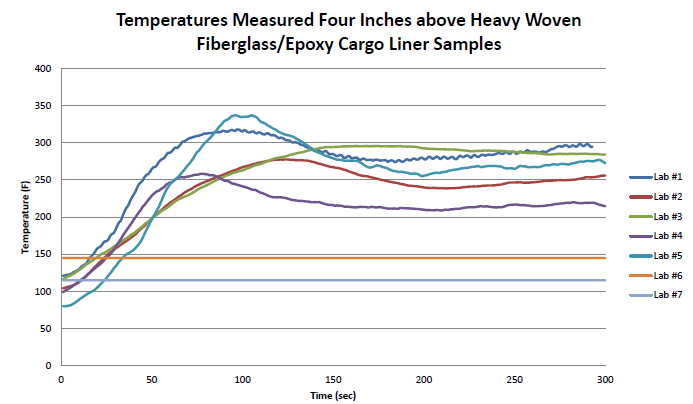 Temperatures Measured Four Inches above Heavy Woven
Fiberglass/Epoxy Cargo Liner Samples
Temperature (F)
400
350
300
250
200
150
100
50
0
0 50 100 150 200 250 300
Time (sec)
Lab #1
Lab #2
Lab #3
Lab #4
Lab #5
Lab #6
Lab #7